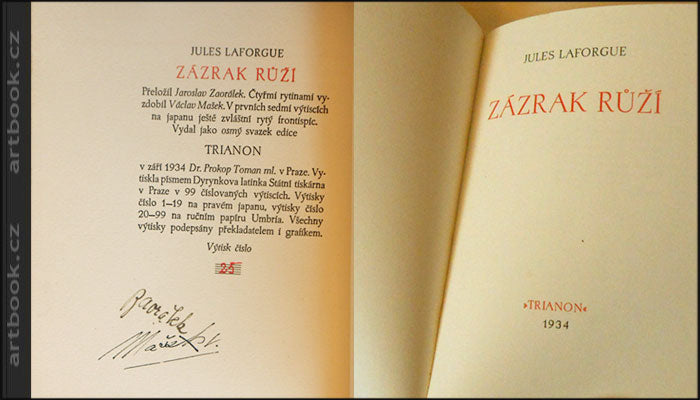 artbook.cz artbook.cz
JULES LAFORGUE
ZÁZRAK RŮŽÍ
Přeložil Jaroslav Zaorálek. Čtyřmi rytinami vy-
zdobil Václav Mašek. V prvních sedmi výtiscích
na japanu ještě zvláštní rytý frontispic.
Vydal jako osmý svazek edice
TRIANON
v září 1934 Dr. Prokop Toman ml. v Praze. Vy-
tiskla písmem Dyrynkova latinka Státní tiskárna
v Praze v 99 číslovaných výtiscích. Výtisky
číslo 1–19 na pravém japanu, výtisky číslo
20–99 na ručním papíru Umbria. Všechny
výtisky podepsány překladatelem i grafikem.
Výtisk číslo
25
JULES LAFORGUE
ZÁZRAK RŮŽÍ
»TRIANON«
1934